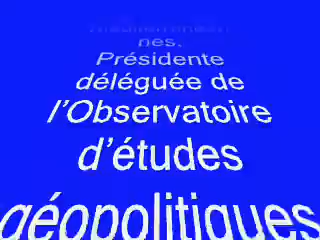 nes.
Présidente
déléguée de
l’Observatoire
d’études
géopolitiques